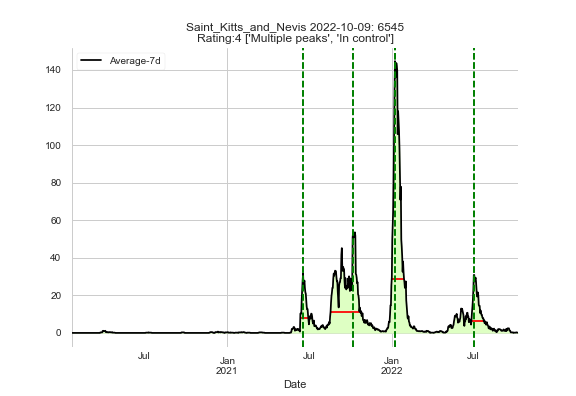 Saint_Kitts_and_Nevis 2022-10-09: 6545
Rating:4 ['Multiple peaks', 'In control']
Average-7d
140
120
100
80
60
40
20
0
Jul
Jan
2021
Jul
Jan
2022
Jul
Date